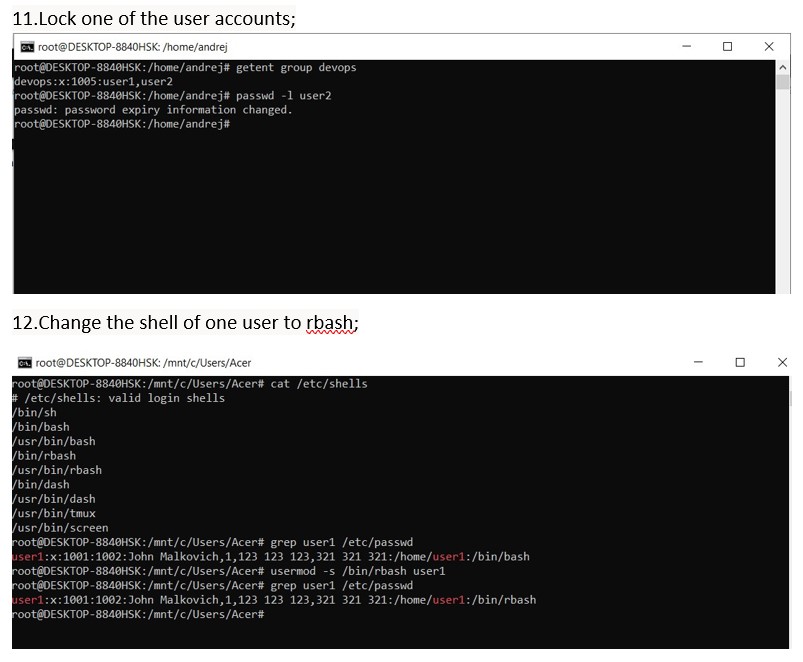 11.Lock one of the user accounts;
root@DESKTOP-8840HSK: /home/andrej
root@DESKTOP-8840HSK:/home/andrej# getent group devops
devops:x:1005:user1,user2
root@DESKTOP-8840HSK:/home/andrej# passwd -l user2
passwd: password expiry information changed.
root@DESKTOP-8840HSK:/home/andrej#
12.Change the shell of one user to rbash;
root@DESKTOP-8840HSK: /mnt/c/Users/Acer
root@DESKTOP-8840HSK:/mnt/c/Users/Acer# cat /etc/shells
# /etc/shells: valid login shells
/bin/sh
/bin/bash
/usr/bin/bash
/bin/rbash
/usr/bin/rbash
/bin/dash
/usr/bin/dash
/usr/bin/tmux
/usr/bin/screen
root@DESKTOP-8840HSK:/mnt/c/Users/Acer# grep user1 /etc/passwd
user1:x:1001:1002:John Malkovich,1,123 123 123,321 321 321:/home/user1:/bin/bash
root@DESKTOP-8840HSK:/mnt/c/Users/Acer# usermod -s /bin/rbash user1
root@DESKTOP-8840HSK:/mnt/c/Users/Acer# grep user1 /etc/passwd
user1:x:1001:1002:John Malkovich,1,123 123 123,321 321 321:/home/user1:/bin/rbash
root@DESKTOP-8840HSK:/mnt/c/Users/Acer#